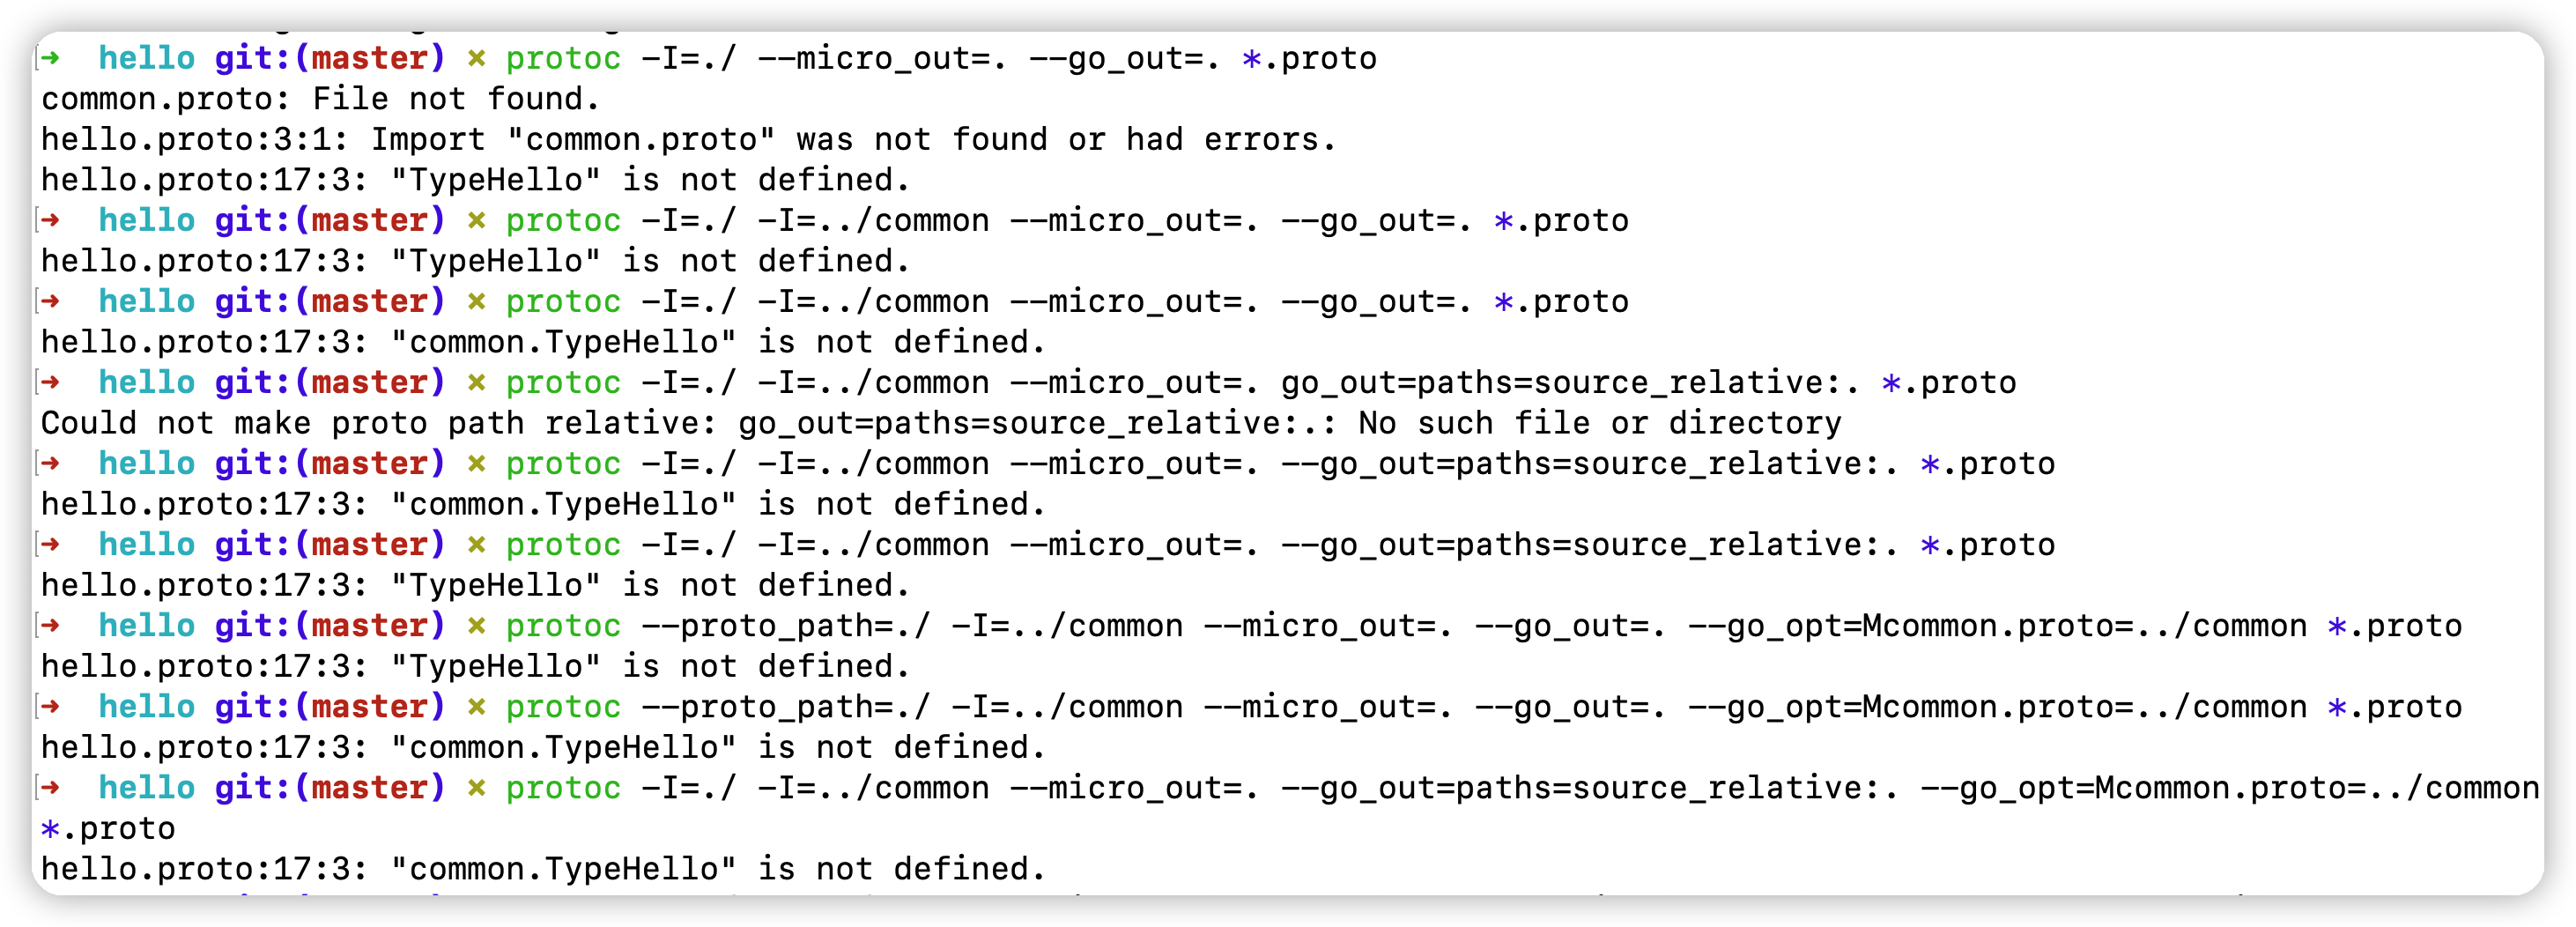 ➜  hello git:(master) × protoc -I=./ --micro_out=. --go_out=. *.proto
common.proto: File not found.
hello.proto:3:1: Import "common.proto" was not found or had errors.
hello.proto:17:3: "TypeHello" is not defined.
➜  hello git:(master) × protoc -I=./ -I=../common --micro_out=. --go_out=. *.proto
hello.proto:17:3: "TypeHello" is not defined.
➜  hello git:(master) × protoc -I=./ -I=../common --micro_out=. --go_out=. *.proto
hello.proto:17:3: "common.TypeHello" is not defined.
➜  hello git:(master) × protoc -I=./ -I=../common --micro_out=. go_out=paths=source_relative:. *.proto
Could not make proto path relative: go_out=paths=source_relative:.: No such file or directory
➜  hello git:(master) × protoc -I=./ -I=../common --micro_out=. --go_out=paths=source_relative:. *.proto
hello.proto:17:3: "common.TypeHello" is not defined.
➜  hello git:(master) × protoc -I=./ -I=../common --micro_out=. --go_out=paths=source_relative:. *.proto
hello.proto:17:3: "TypeHello" is not defined.
➜  hello git:(master) × protoc --proto_path=./ -I=../common --micro_out=. --go_out=. --go_opt=Mcommon.proto=../common *.proto
hello.proto:17:3: "TypeHello" is not defined.
➜  hello git:(master) × protoc --proto_path=./ -I=../common --micro_out=. --go_out=. --go_opt=Mcommon.proto=../common *.proto
hello.proto:17:3: "common.TypeHello" is not defined.
➜  hello git:(master) × protoc -I=./ -I=../common --micro_out=. --go_out=paths=source_relative:. --go_opt=Mcommon.proto=../common
*.proto
hello.proto:17:3: "common.TypeHello" is not defined.